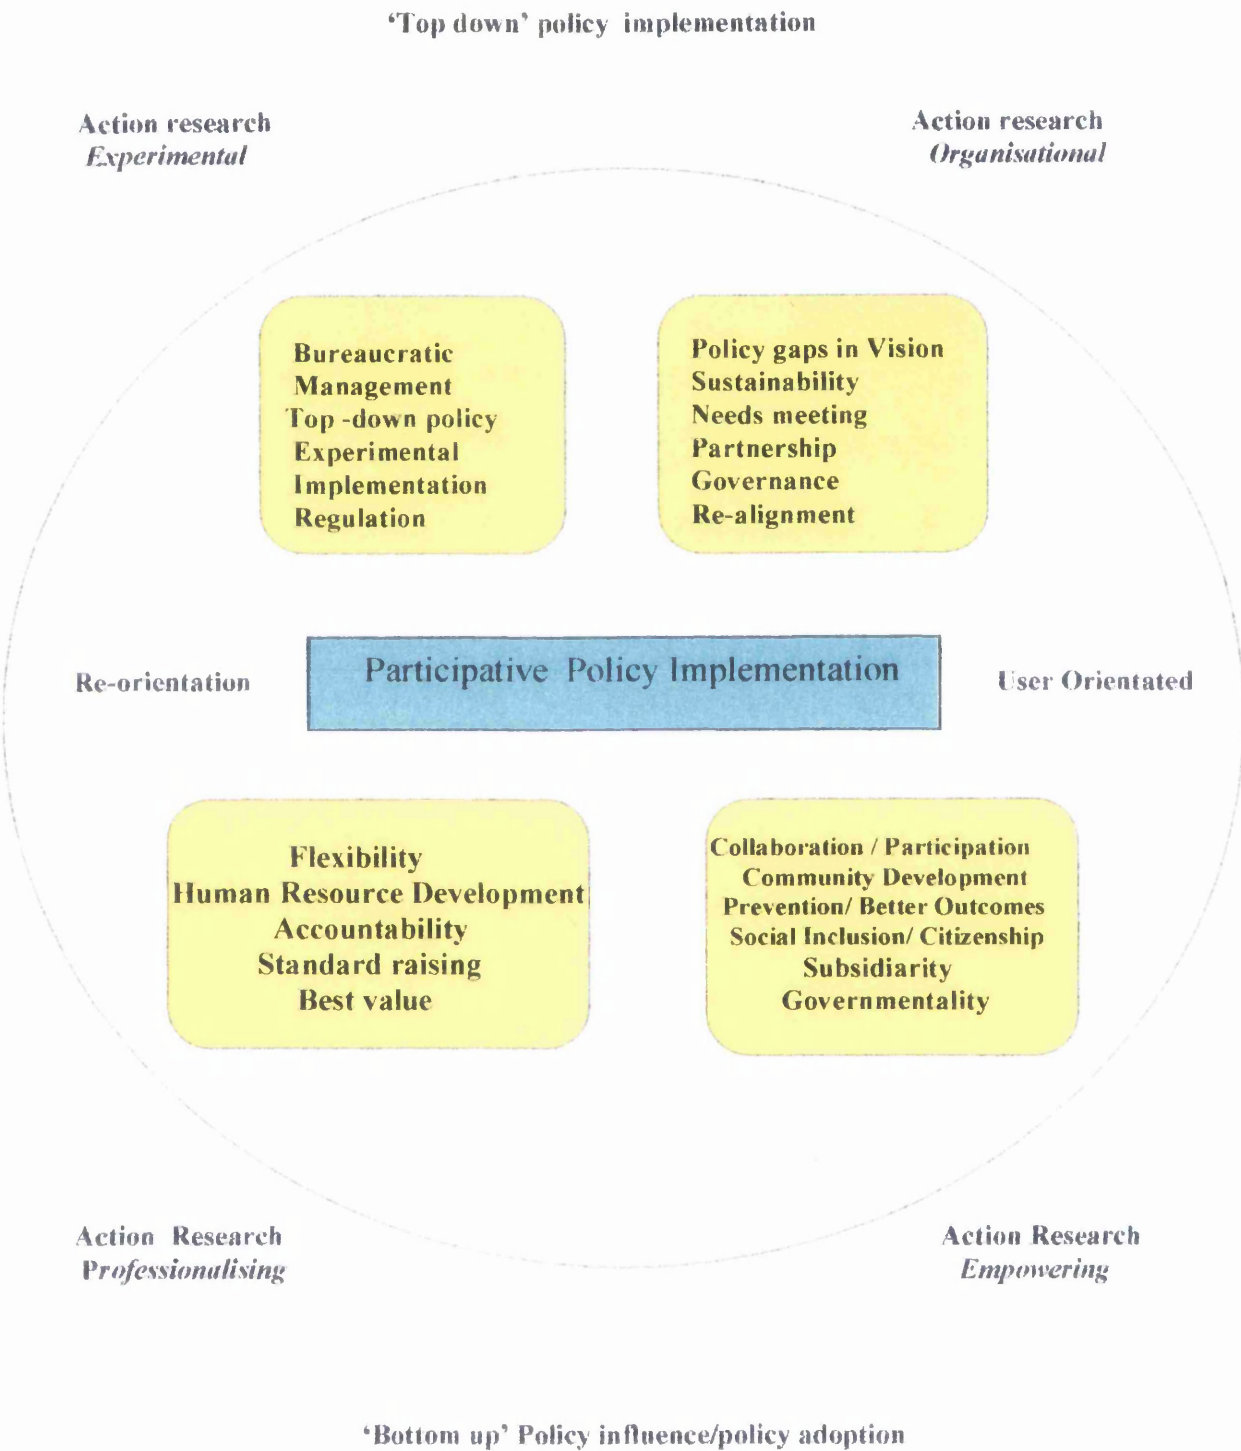 ‘Top down’ policy implementation
Action research
Experimental
Action research
Organisational
Bureaucratic
Management
Top -down policy
Experimental
Implementation
Regulation
Policy gaps in Vision
Sustainability
Needs meeting
Partnership
Governance
Re-alignment
Re-orientation
Participative Policy Implementation
User Orientated
Flexibility
Human Resource Development
Accountability
Standard raising
Best value
Collaboration / Participation
Community Development
Prevention/ Better Outcomes
Social Inclusion/ Citizenship
Subsidiarity
Governmentality
Action Research
Professionalising
Action Research
Empowering
‘Bottom up’ Policy influence/policy adoption